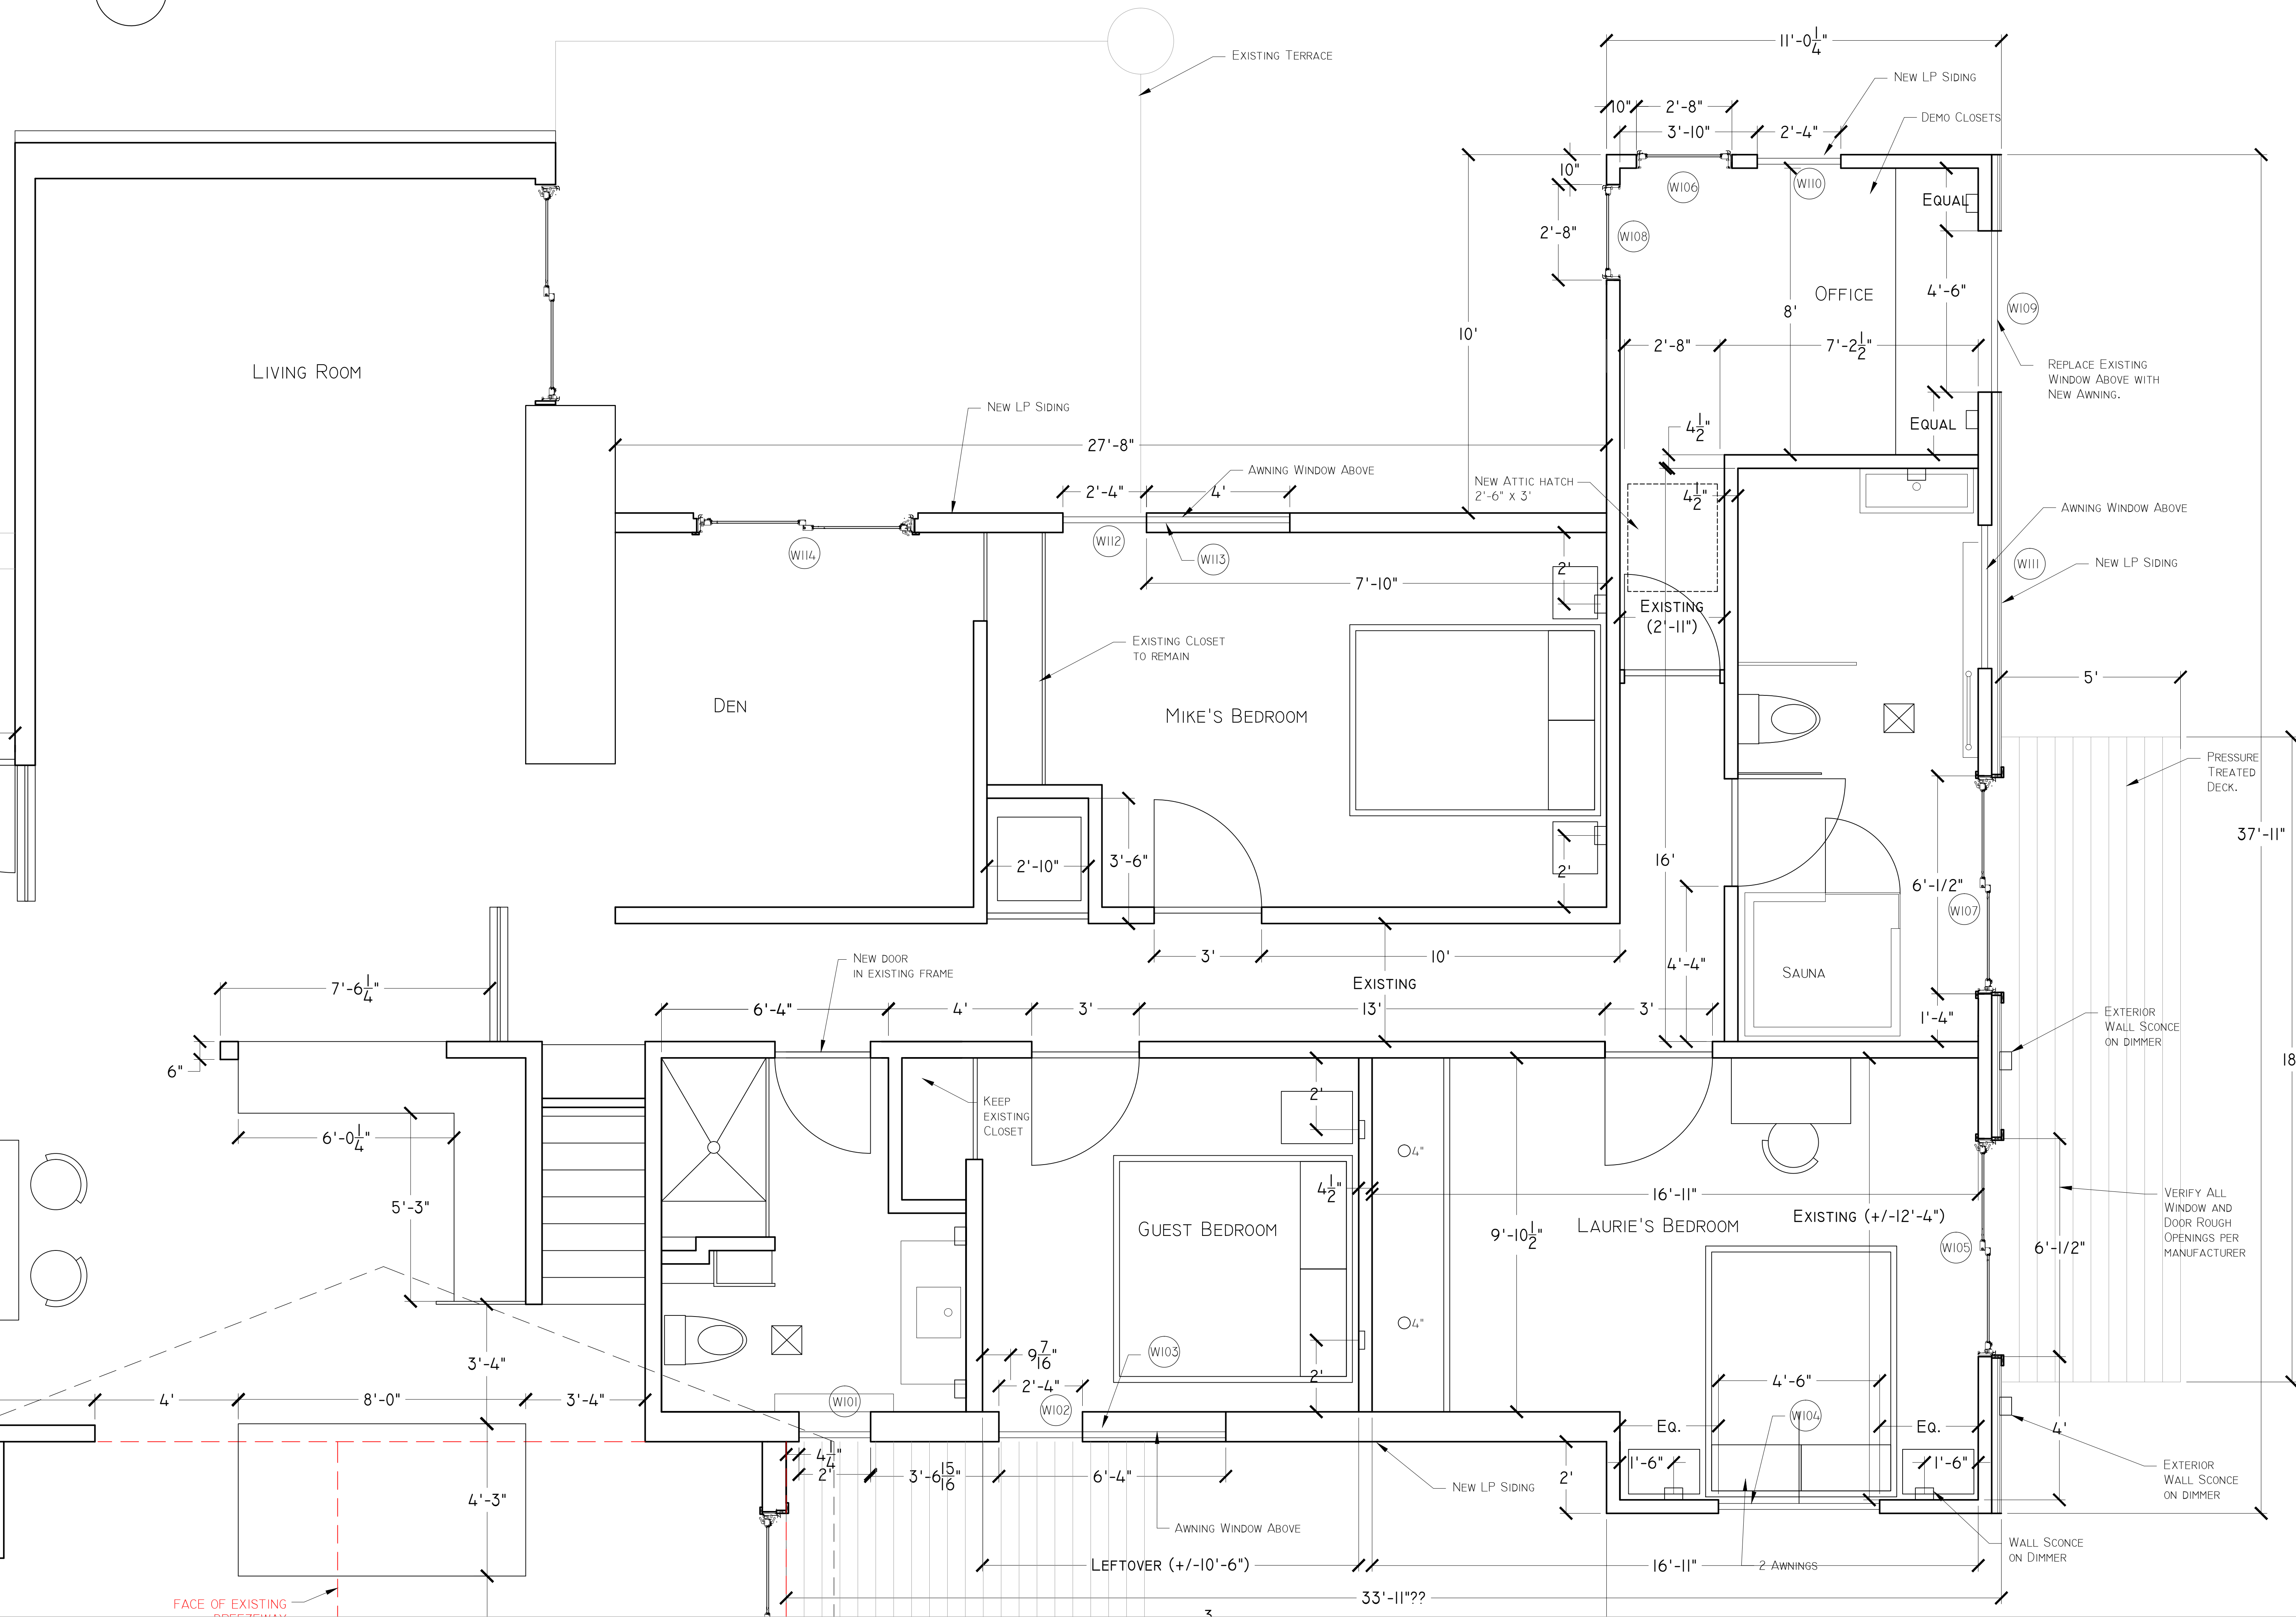 11'-0 1/4"
EXISTING TERRACE
NEW LP SIDING
10"
2'-8"
3'-10"
2'-4"
DEMO CLOSETS
10"
W106
W110
EQUAL
2'-8"
W108
OFFICE
4'-6"
W109
10'
8'
2'-8"
7'-2 1/2"
REPLACE EXISTING
WINDOW ABOVE WITH
NEW AWNING.
LIVING ROOM
NEW LP SIDING
4 1/2"
EQUAL
27'-8"
AWNING WINDOW ABOVE
2'-4"
4'
NEW ATTIC HATCH
2'-6" X 3'
4 1/2"
AWNING WINDOW ABOVE
W114
W112
W113
W111
NEW LP SIDING
2'
7'-10"
EXISTING
(2'-11")
EXISTING CLOSET
TO REMAIN
5'
DEN
MIKE'S BEDROOM
PRESSURE
TREATED
DECK.
37'-11"
2'-10"
3'-6"
2'
16'
6'-1/2"
W107
3'
10'
4'-4"
NEW DOOR
IN EXISTING FRAME
EXISTING
SAUNA
7'-6 1/4"
6'-4"
4'
3'
13'
3'
1'-4"
EXTERIOR
WALL SCONCE
ON DIMMER
18
6"
KEEP
EXISTING
CLOSET
2'
6'-0 1/4"
4"
5'-3"
4 1/2"
16'-11"
VERIFY ALL
WINDOW AND
DOOR ROUGH
OPENINGS PER
MANUFACTURER
GUEST BEDROOM
9'-10 1/2"
LAURIE'S BEDROOM
EXISTING (+/-12'-4")
W105
6'-1/2"
4"
3'-4"
9 7/16"
W103
2'
4'
8'-0"
3'-4"
W101
2'-4"
W102
4'-6"
W104
EQ.
EQ.
4'
4 1/4"
2'
3'-6 15/16"
6'-4"
2'
1'-6"
1'-6"
NEW LP SIDING
EXTERIOR
WALL SCONCE
ON DIMMER
4'-3"
AWNING WINDOW ABOVE
WALL SCONCE
ON DIMMER
LEFTOVER (+/-10'-6")
16'-11"
2 AWNINGS
33'-11"??
FACE OF EXISTING
BREEZEWAY
3